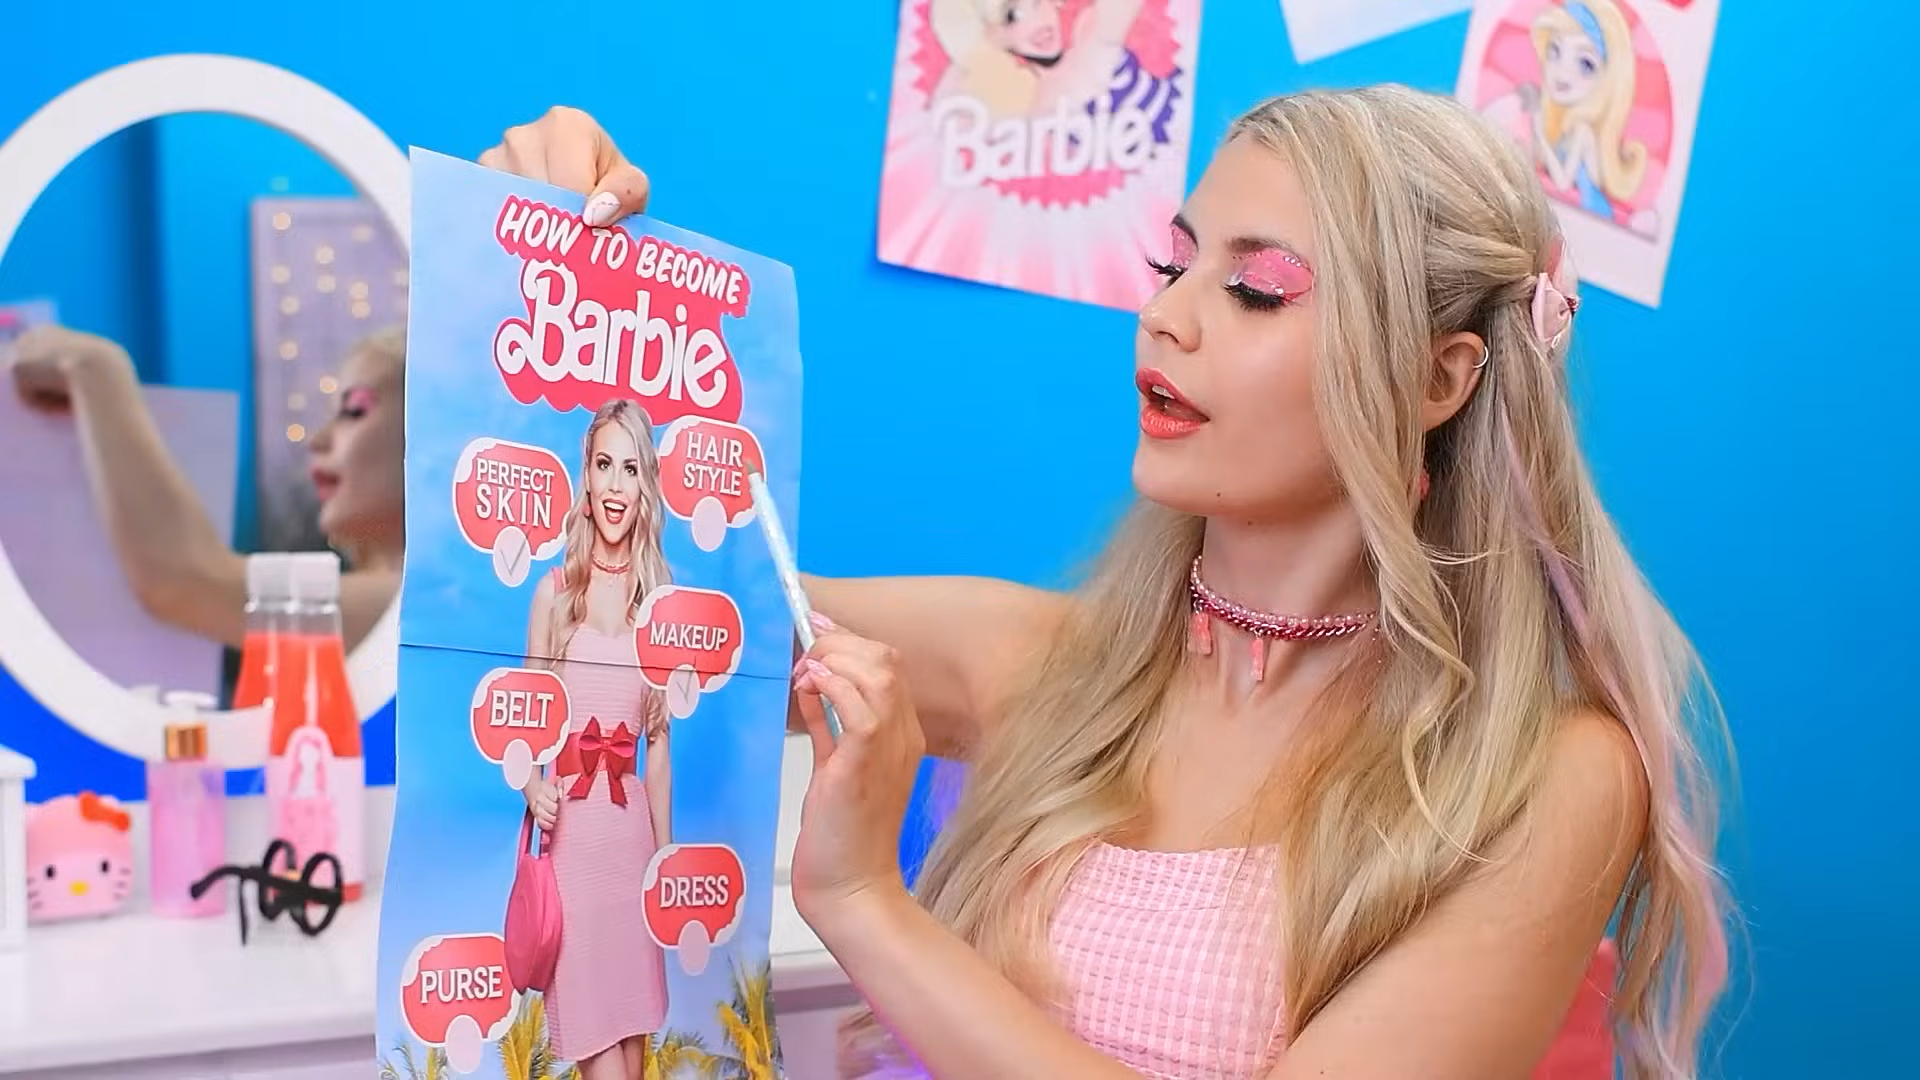 HOW TO BECOME
Barbie
PERFECT
SKIN
HAIR
STYLE
MAKEUP
BELT
DRESS
PURSE
Barbie